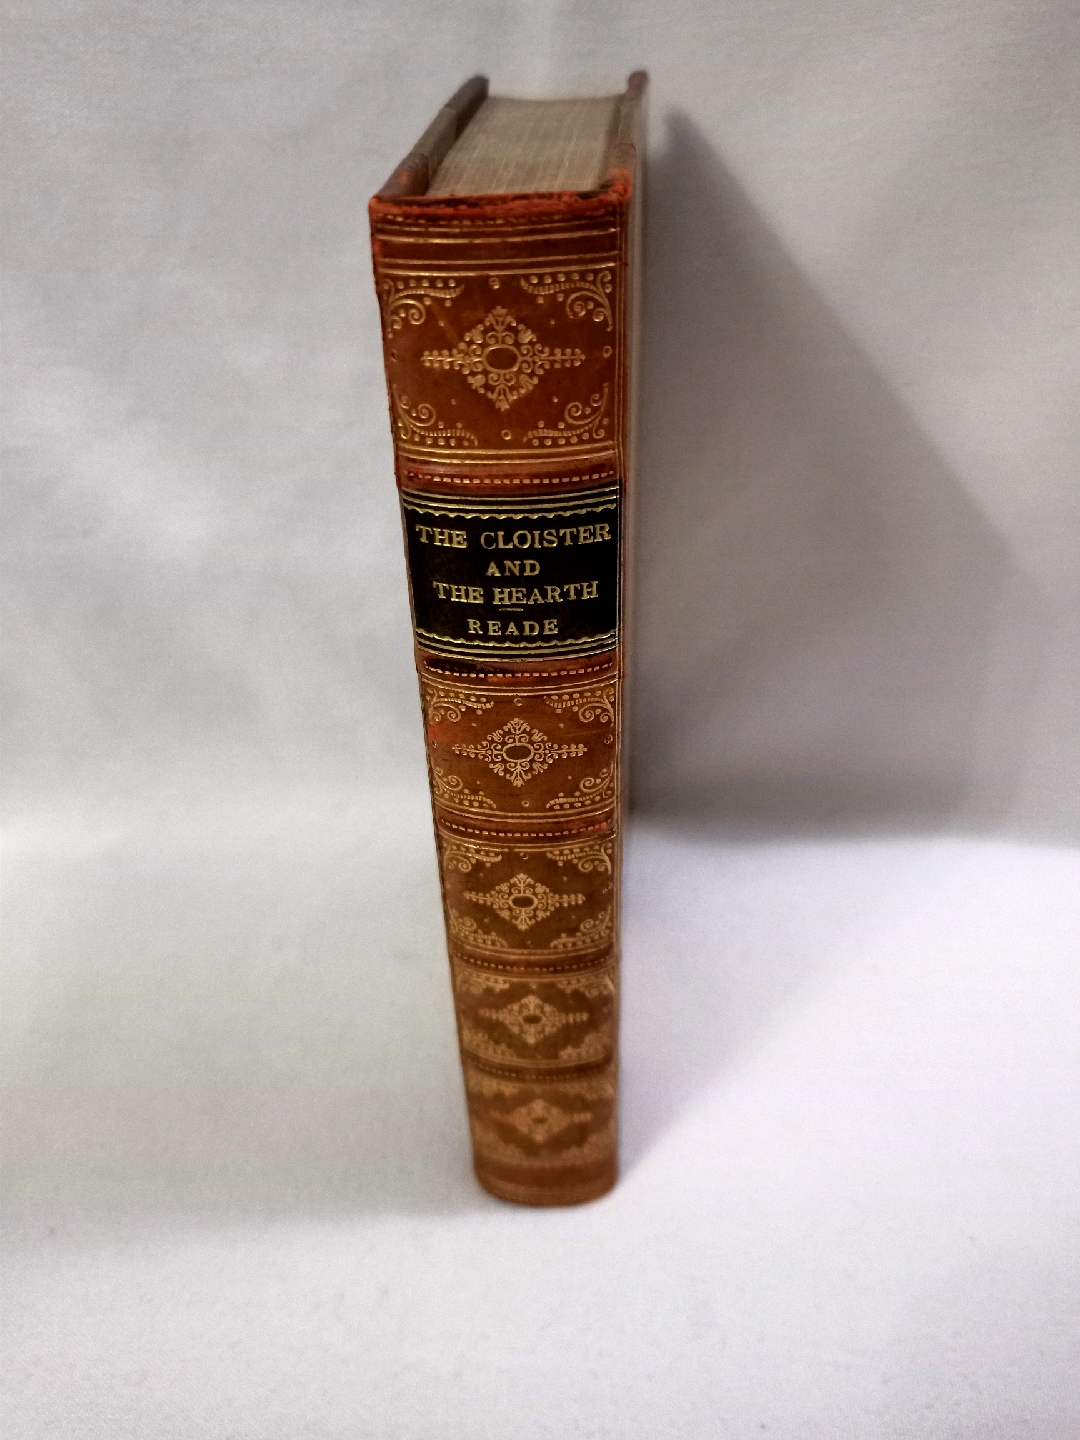 THE CLOISTER
AND
THE HEARTH
READE